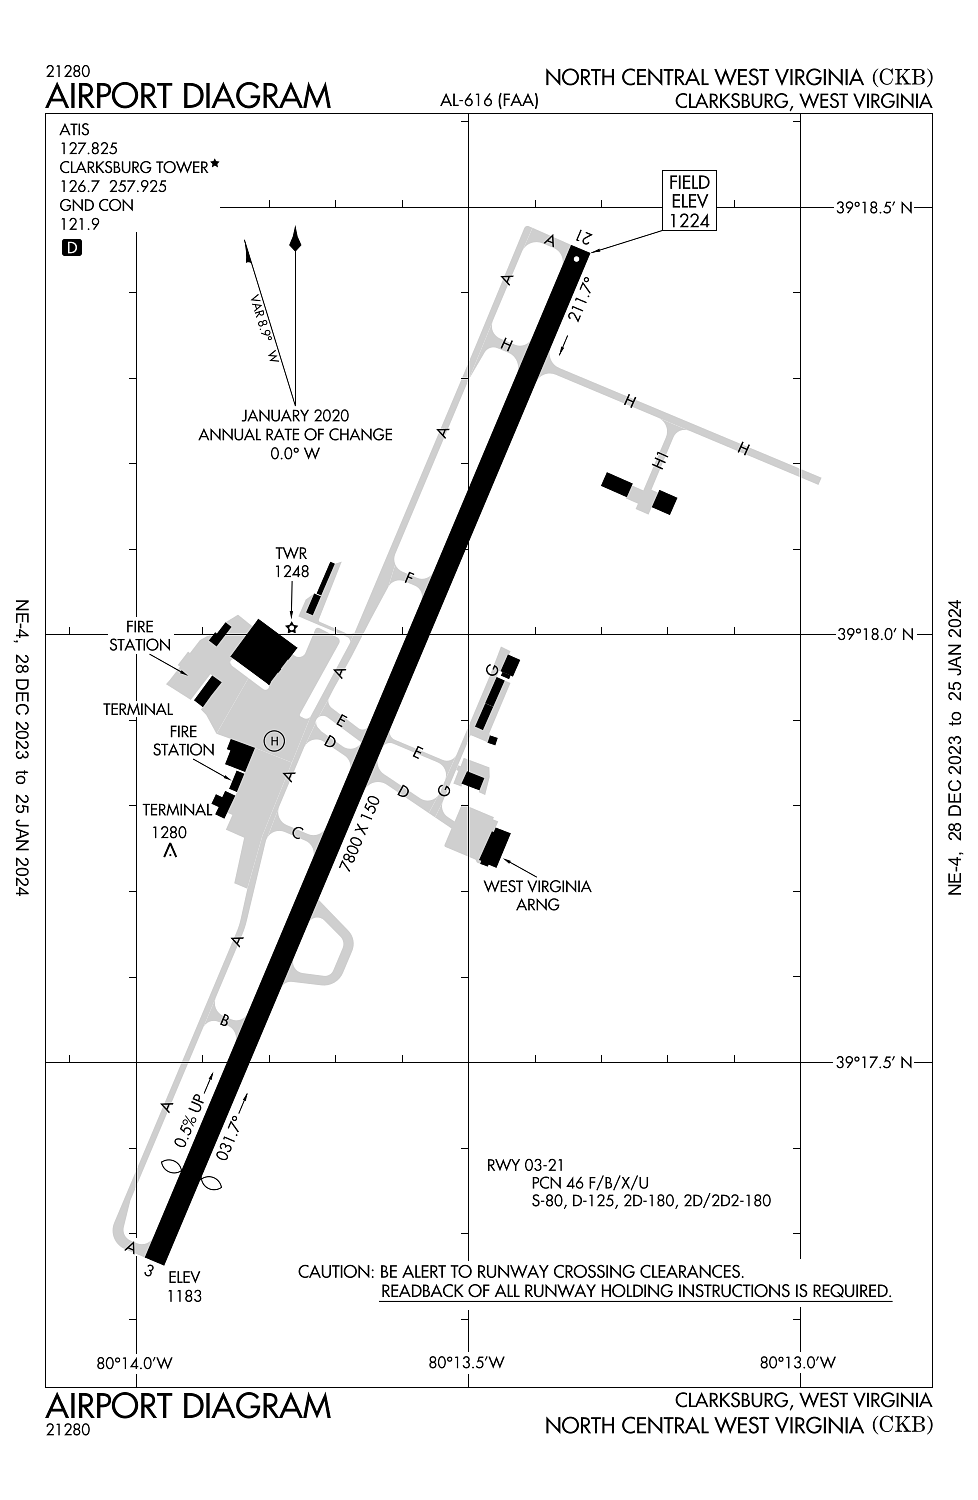 21280
AIRPORT DIAGRAM
AL-616 (FAA)
NORTH CENTRAL WEST VIRGINIA (CKB)
CLARKSBURG, WEST VIRGINIA
ATIS
127.825
CLARKSBURG TOWER★
126.7 257.925
GND CON
121.9
D
FIELD
ELEV
1224
39°18.5' N
VAR 8.9° W
JANUARY 2020
ANNUAL RATE OF CHANGE
0.0° W
21
A
A
211.7°
H
H
A
H
H1
F
TWR
1248
FIRE
STATION
39°18.0' N
A
G
TERMINAL
E
FIRE
STATION
H
D
E
A
D
G
TERMINAL
1280
C
7800 X 150
WEST VIRGINIA
ARNG
A
B
39°17.5' N
A
0.5% UP
031.7°
RWY 03-21
PCN 46 F/B/X/U
S-80, D-125, 2D-180, 2D/2D2-180
A
3
ELEV
1183
CAUTION: BE ALERT TO RUNWAY CROSSING CLEARANCES.
READBACK OF ALL RUNWAY HOLDING INSTRUCTIONS IS REQUIRED.
80°14.0'W
80°13.5'W
80°13.0'W
NE-4, 28 DEC 2023 to 25 JAN 2024
NE-4, 28 DEC 2023 to 25 JAN 2024
AIRPORT DIAGRAM
21280
CLARKSBURG, WEST VIRGINIA
NORTH CENTRAL WEST VIRGINIA (CKB)